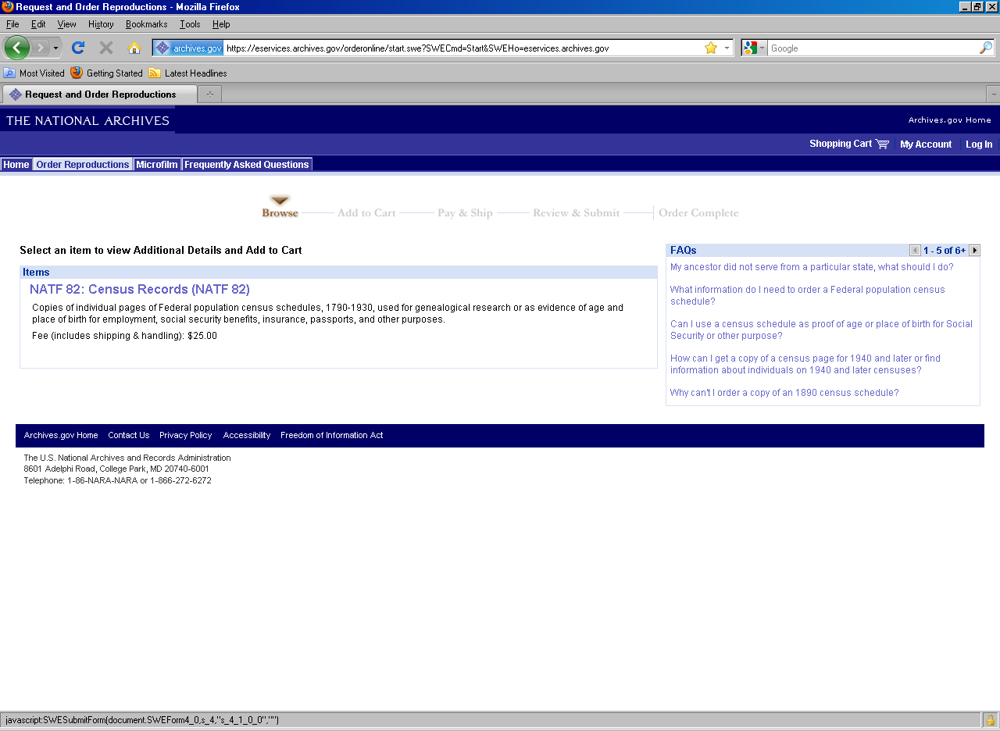 Request and Order Reproductions - Mozilla Firefox
File Edit View History Bookmarks Tools Help
archives.gov https://eservices.archives.gov/orderonline/start.swe?SWECmd=Start&SWEHo=eservices.archives.gov Google
Most Visited Getting Started Latest Headlines
Request and Order Reproductions
THE NATIONAL ARCHIVES Archives.gov Home
Shopping Cart My Account Log In
Home Order Reproductions Microfilm Frequently Asked Questions
Browse Add to Cart Pay & Ship Review & Submit Order Complete
Select an item to view Additional Details and Add to Cart
Items
NATF 82: Census Records (NATF 82)
Copies of individual pages of Federal population census schedules, 1790-1930, used for genealogical research or as evidence of age and
place of birth for employment, social security benefits, insurance, passports, and other purposes.
Fee (includes shipping & handling): $25.00
FAQs 1 - 5 of 6+
My ancestor did not serve from a particular state, what should I do?
What information do I need to order a Federal population census
schedule?
Can I use a census schedule as proof of age or place of birth for Social
Security or other purpose?
How can I get a copy of a census page for 1940 and later or find
information about individuals on 1940 and later censuses?
Why can't I order a copy of an 1890 census schedule?
Archives.gov Home Contact Us Privacy Policy Accessibility Freedom of Information Act
The U.S. National Archives and Records Administration
8601 Adelphi Road, College Park, MD 20740-6001
Telephone: 1-86-NARA-NARA or 1-866-272-6272
javascript:SWESubmitForm(document.SWEForm4_0,s_4,"s_4_1_0_0",'"')